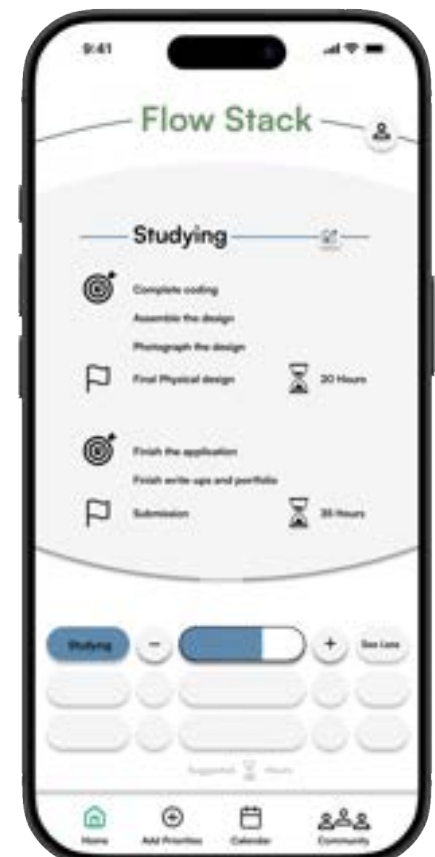 9:41
Flow Stack
Studying
Complete coding
Assemble the design
Photograph the design
Final Physical design 20 Hours
Finish the application
Finish write ups and portfolio
Submission 35 Hours
Studying − + See Less
Suggested Hours
Home Add Priorities Calendar Community